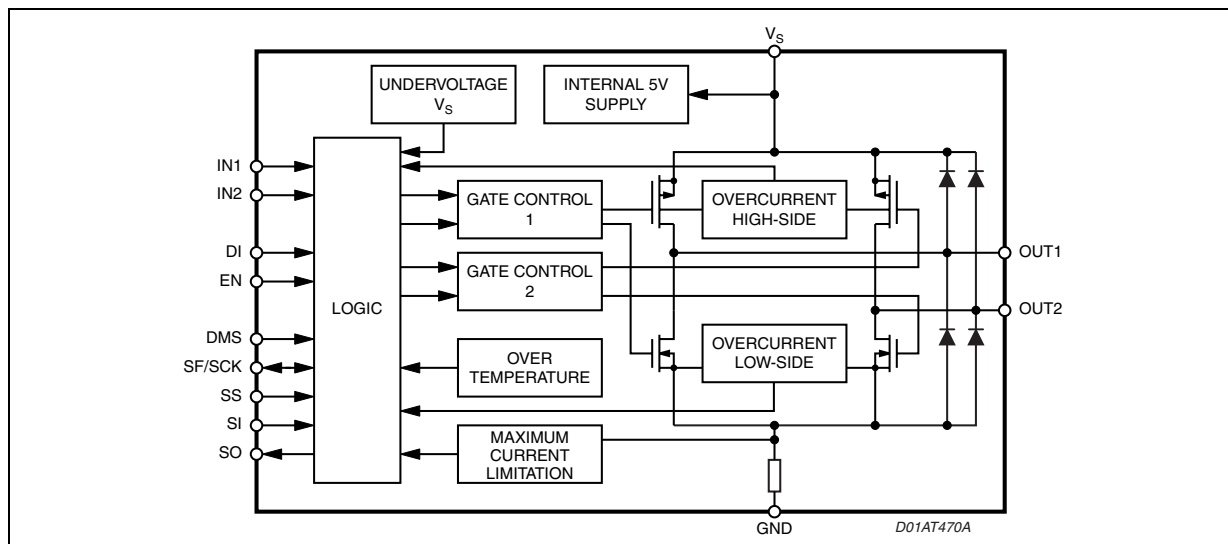 VS
UNDERVOLTAGE
VS
INTERNAL 5V
SUPPLY
IN1
IN2
DI
EN
DMS
SF/SCK
SS
SI
SO
LOGIC
GATE CONTROL
1
GATE CONTROL
2
OVER
TEMPERATURE
MAXIMUM
CURRENT
LIMITATION
OVERCURRENT
HIGH-SIDE
OVERCURRENT
LOW-SIDE
OUT1
OUT2
GND
D01AT470A